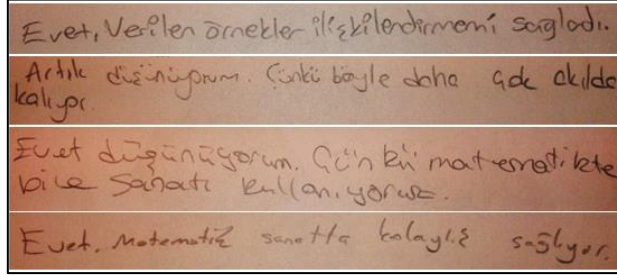 Evet, Verilen örnekler ilişkilendirmemi sağladı.
Artık düşünüyorum. Çünkü böyle daha çok akılda
kalıyor.
Evet düşünüyorum. Çünkü matematikte
bile sanatı kullanıyoruz.
Evet. Matematik sanatta kolaylık sağlıyor.